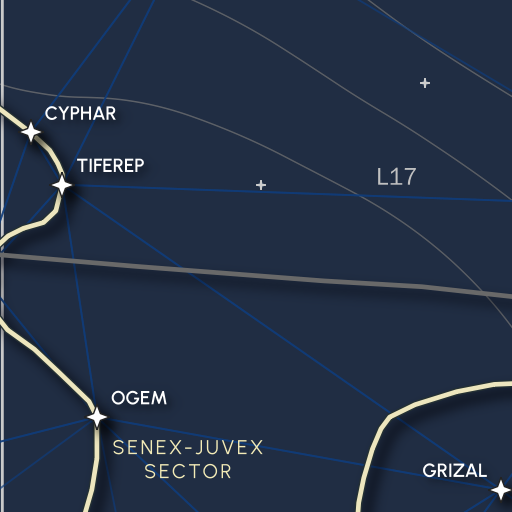 CYPHAR
TIFEREP
L17
OGEM
SENEX-JUVEX
SECTOR
GRIZAL